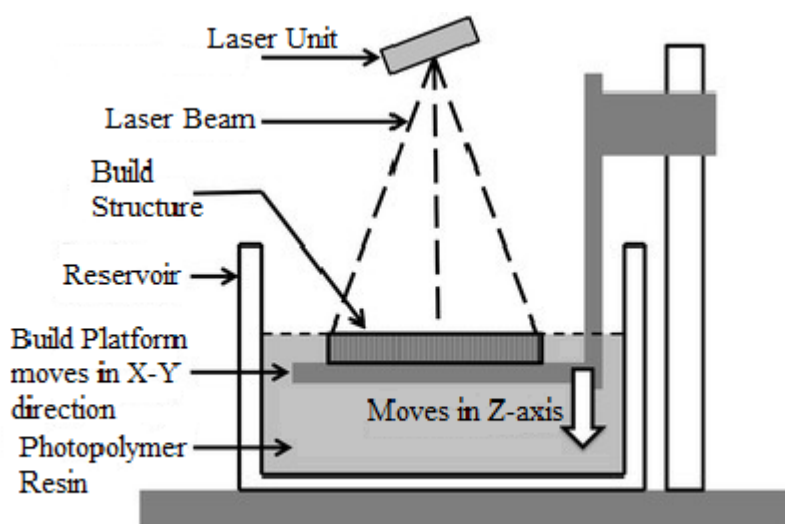 Laser Unit
Laser Beam
Build
Structure
Reservoir
Build Platform
moves in X-Y
direction
Moves in Z-axis
Photopolymer
Resin